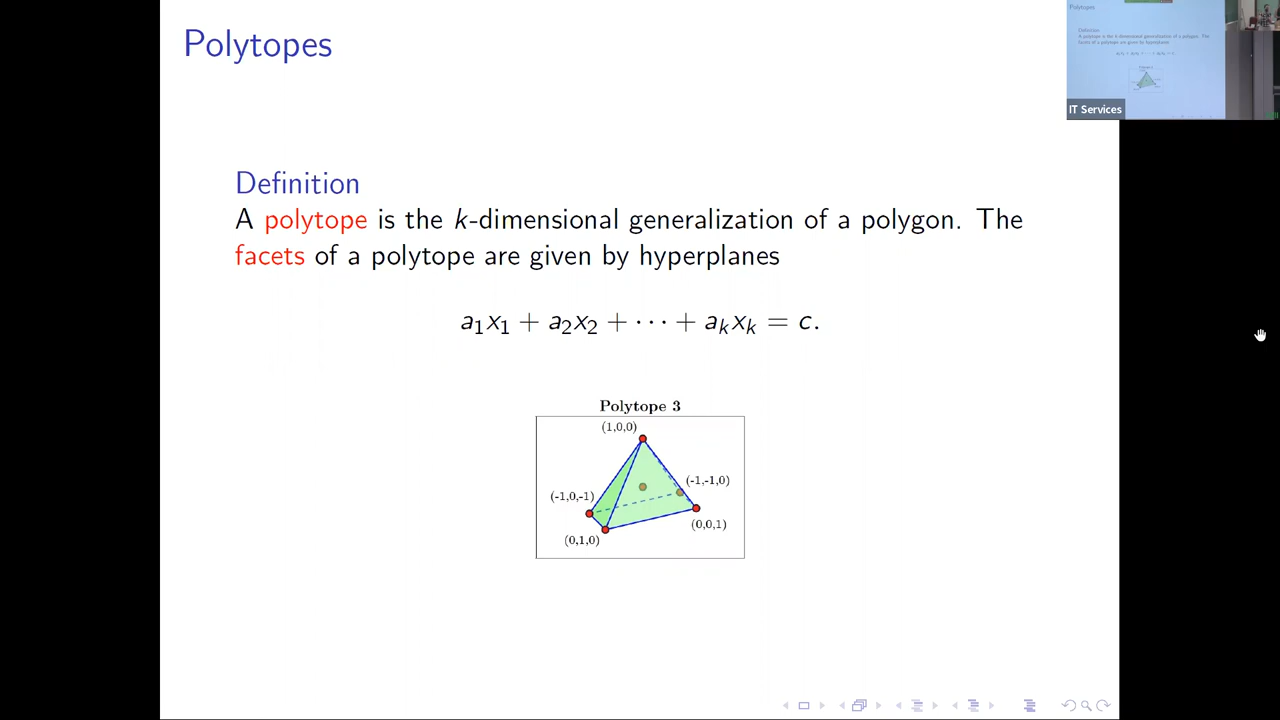 Polytopes
IT Services
Definition
A polytope is the k-dimensional generalization of a polygon. The
facets of a polytope are given by hyperplanes
a₁x₁ + a₂x₂ + ⋯ + aₖxₖ = c.
Polytope 3
(1,0,0)
(-1,-1,0)
(-1,0,-1)
(0,0,1)
(0,1,0)